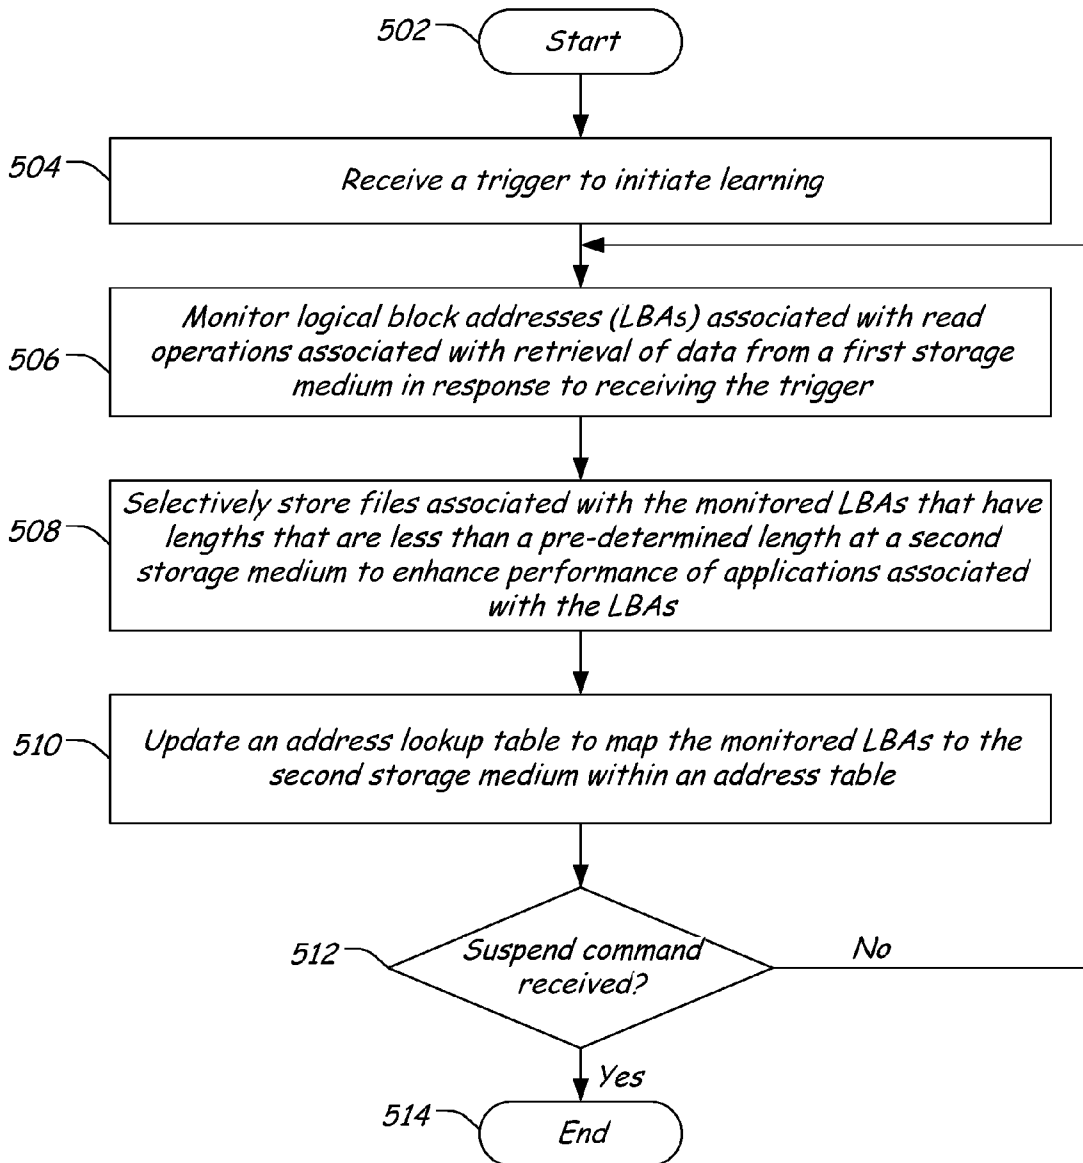 502
Start
504
Receive a trigger to initiate learning
Monitor logical block addresses (LBAs) associated with read
operations associated with retrieval of data from a first storage
medium in response to receiving the trigger
506
Selectively store files associated with the monitored LBAs that have
lengths that are less than a pre-determined length at a second
storage medium to enhance performance of applications associated
with the LBAs
508
Update an address lookup table to map the monitored LBAs to the
second storage medium within an address table
510
Suspend command
received?
512
No
Yes
514
End